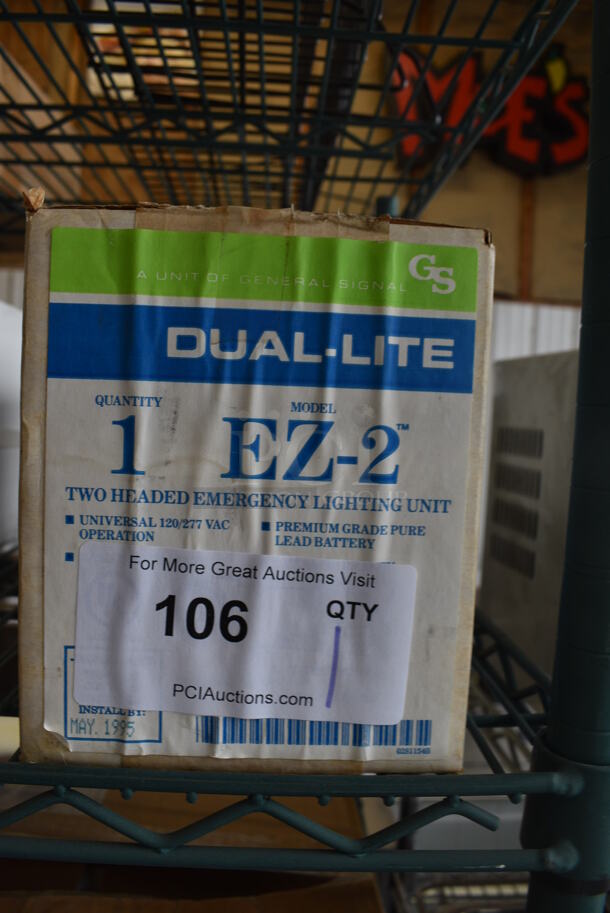 GS
A UNIT OF GENERAL SIGNAL
DUAL-LITE
QUANTITY
1
MODEL
EZ-2™
TWO HEADED EMERGENCY LIGHTING UNIT
■ UNIVERSAL 120/277 VAC
OPERATION
■ PREMIUM GRADE PURE
LEAD BATTERY
For More Great Auctions Visit
106
QTY
1
PCIAuctions.com
INSTALL BY:
MAY. 1995